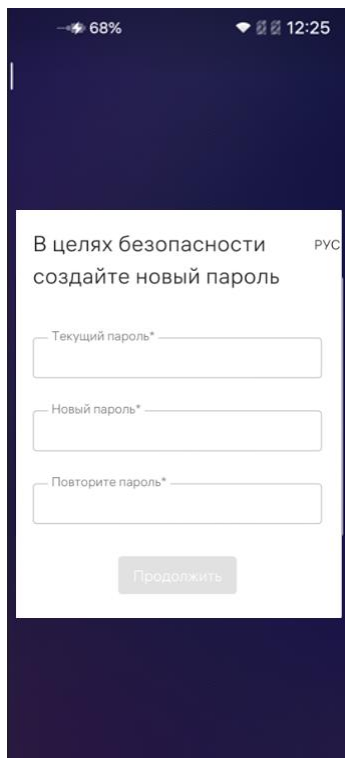 68% 12:25
В целях безопасности РУС
создайте новый пароль
Текущий пароль*
Новый пароль*
Повторите пароль*
Продолжить